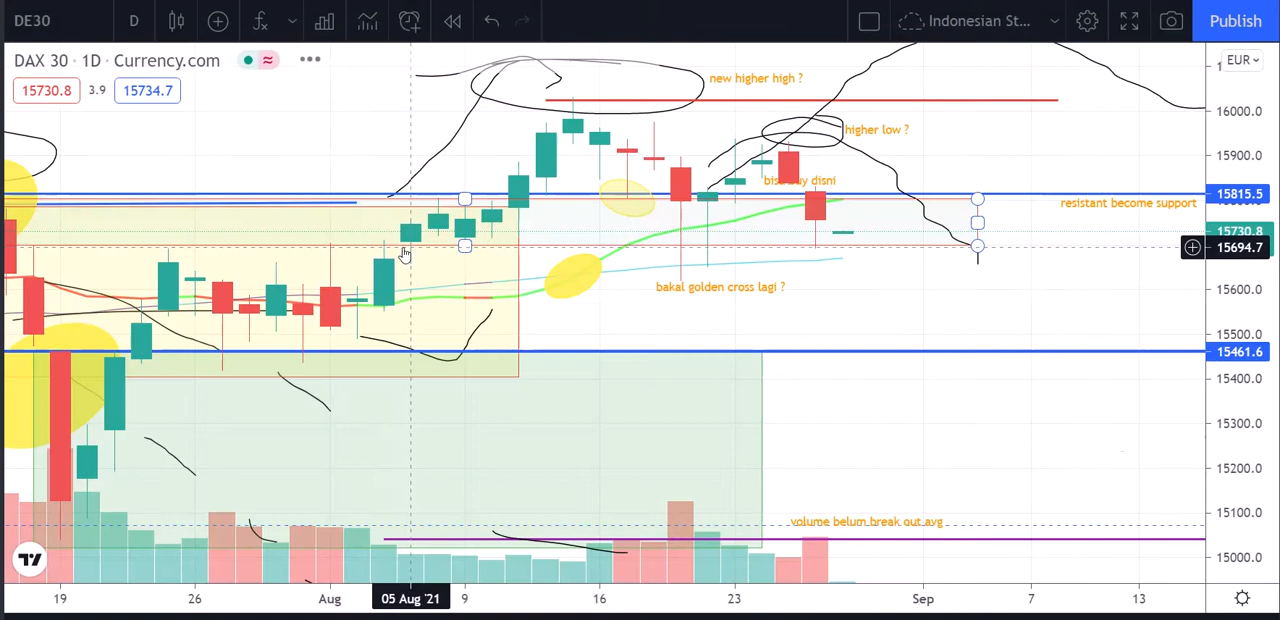 DE30 D Indonesian St... Publish
DAX 30 · 1D · Currency.com EUR
15730.8 3.9 15734.7
new higher high ?
16000.0
higher low ?
15900.0
15815.5
resistant become support
15730.8
15694.7
bakal golden cross lagi ?
15600.0
15500.0
15461.6
15400.0
15300.0
15200.0
15100.0
volume belum break out avg
15000.0
19 26 Aug 05 Aug '21 9 16 23 Sep 7 13